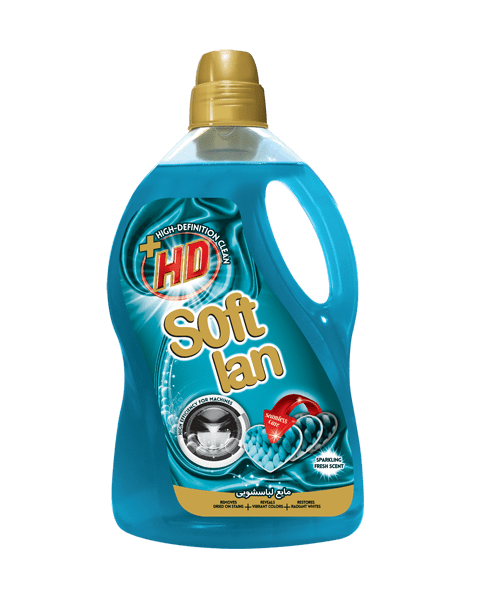 HIGH-DEFINITION CLEAN
+HD
Soft
lan
HIGH EFFICIENCY FOR MACHINES
Seamless
Care
SPARKLING
FRESH SCENT
مایع لباسشویی
REMOVES
DRIED ON STAINS
+
REVEALS
VIBRANT COLORS
+
RESTORES
RADIANT WHITES